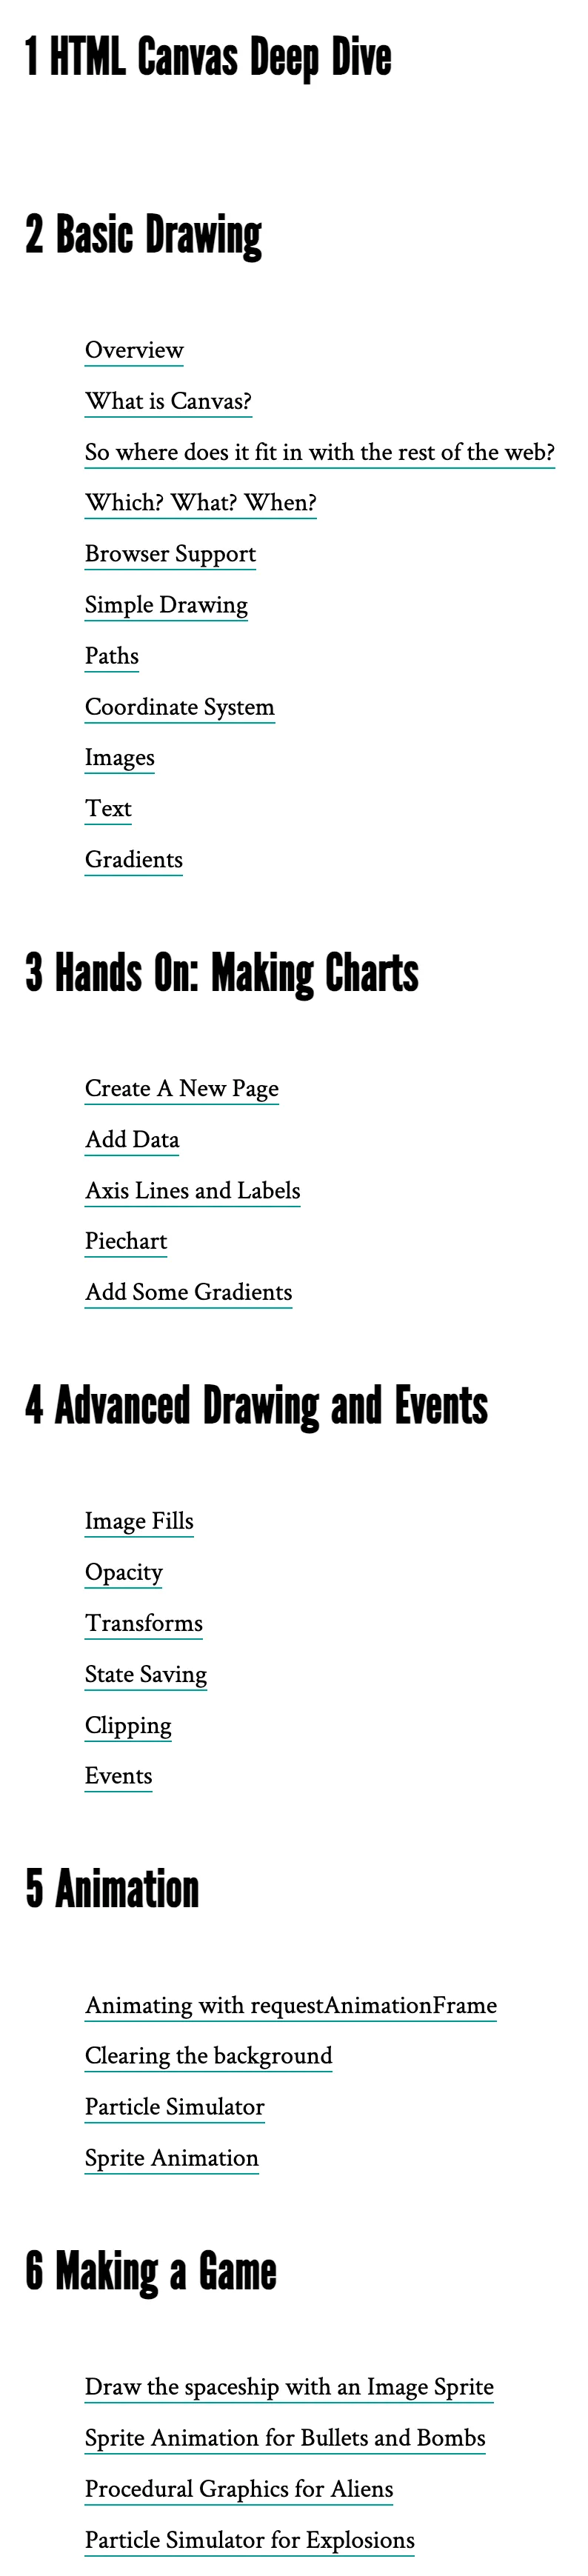 1 HTML Canvas Deep Dive
2 Basic Drawing
Overview
What is Canvas?
So where does it fit in with the rest of the web?
Which? What? When?
Browser Support
Simple Drawing
Paths
Coordinate System
Images
Text
Gradients
3 Hands On: Making Charts
Create A New Page
Add Data
Axis Lines and Labels
Piechart
Add Some Gradients
4 Advanced Drawing and Events
Image Fills
Opacity
Transforms
State Saving
Clipping
Events
5 Animation
Animating with requestAnimationFrame
Clearing the background
Particle Simulator
Sprite Animation
6 Making a Game
Draw the spaceship with an Image Sprite
Sprite Animation for Bullets and Bombs
Procedural Graphics for Aliens
Particle Simulator for Explosions